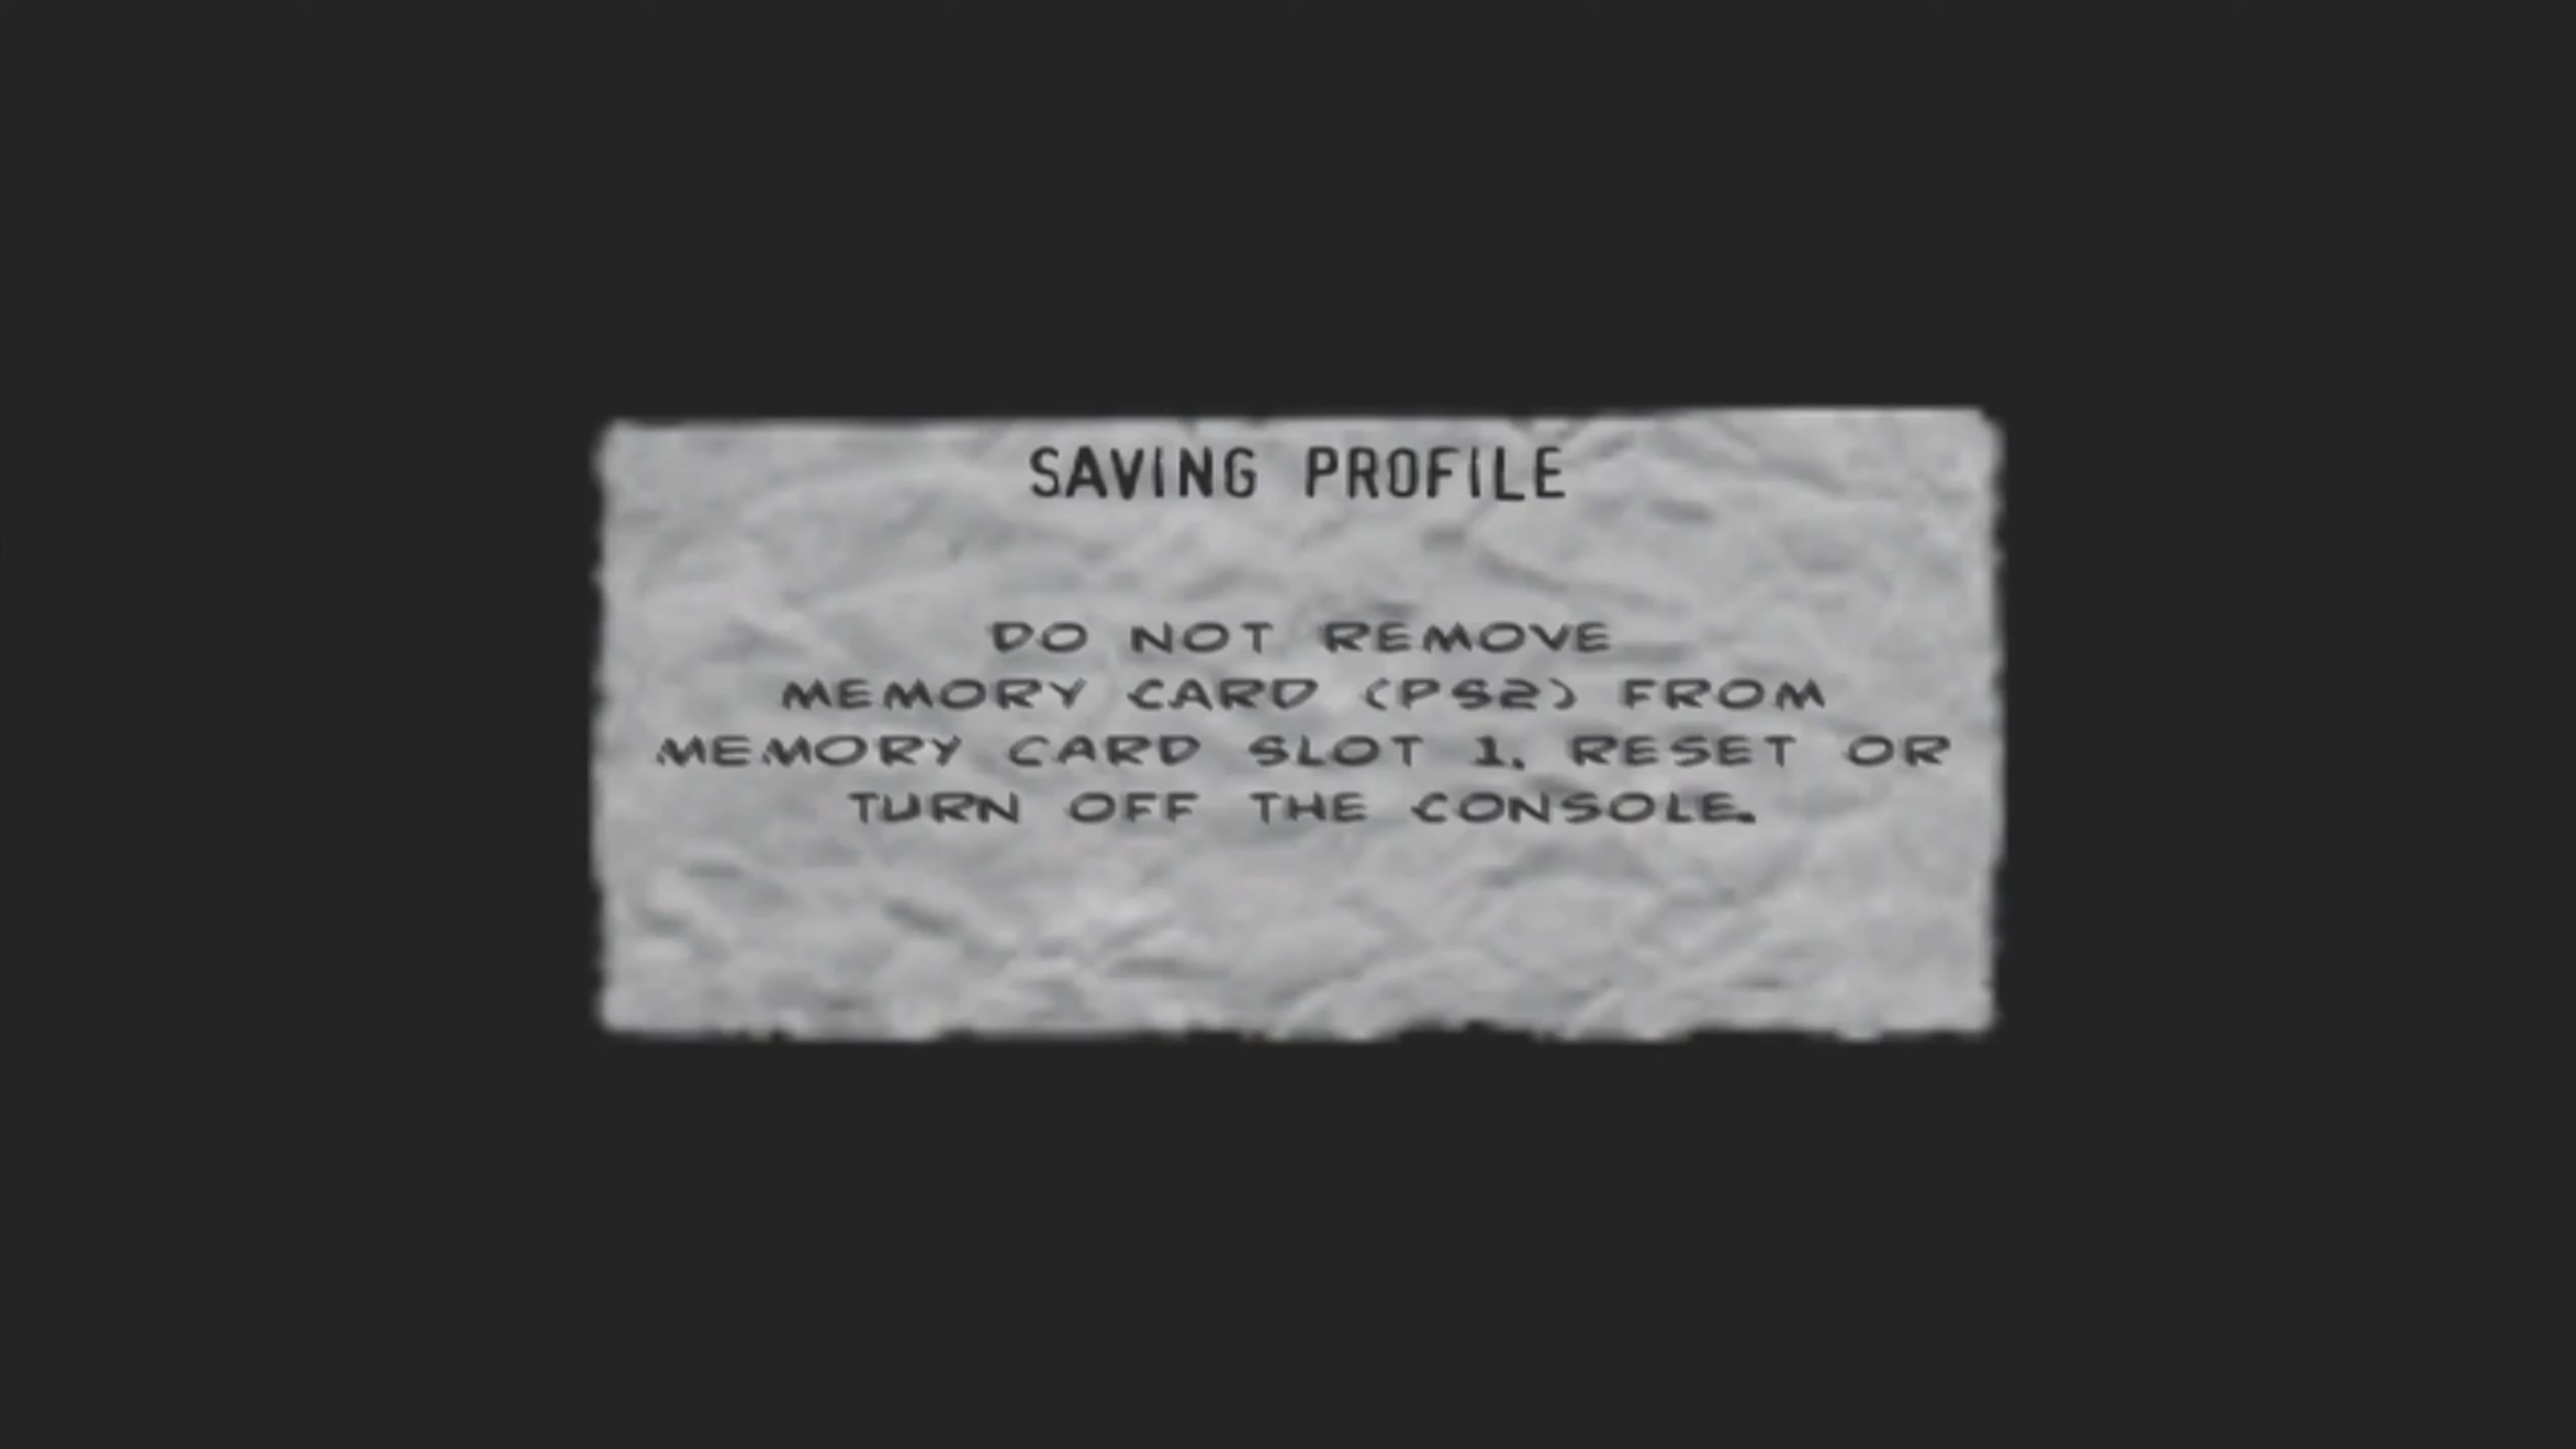 SAVING PROFILE
DO NOT REMOVE
MEMORY CARD (PS2) FROM
MEMORY CARD SLOT 1, RESET OR
TURN OFF THE CONSOLE.